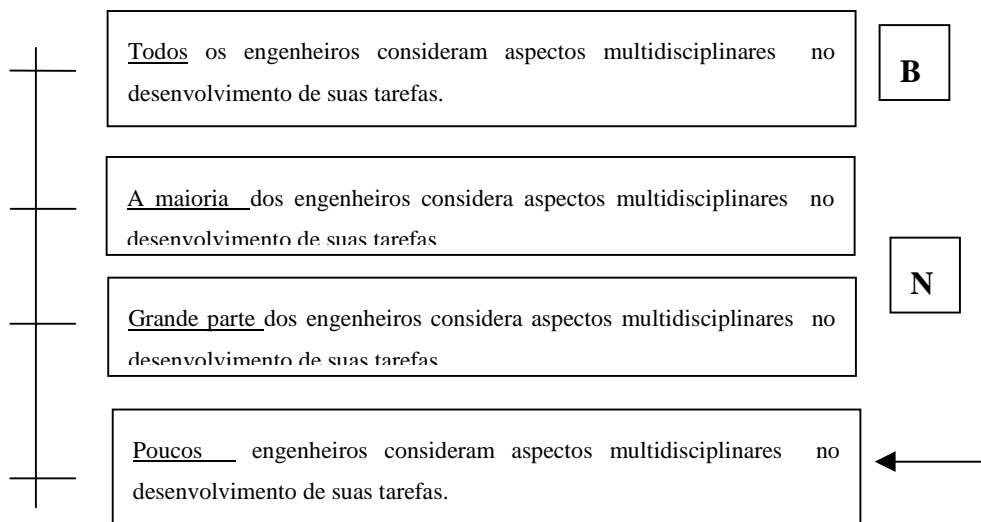 Todos os engenheiros consideram aspectos multidisciplinares no
desenvolvimento de suas tarefas.
B
A maioria dos engenheiros considera aspectos multidisciplinares no
desenvolvimento de suas tarefas
N
Grande parte dos engenheiros considera aspectos multidisciplinares no
desenvolvimento de suas tarefas
Poucos engenheiros consideram aspectos multidisciplinares no
desenvolvimento de suas tarefas.